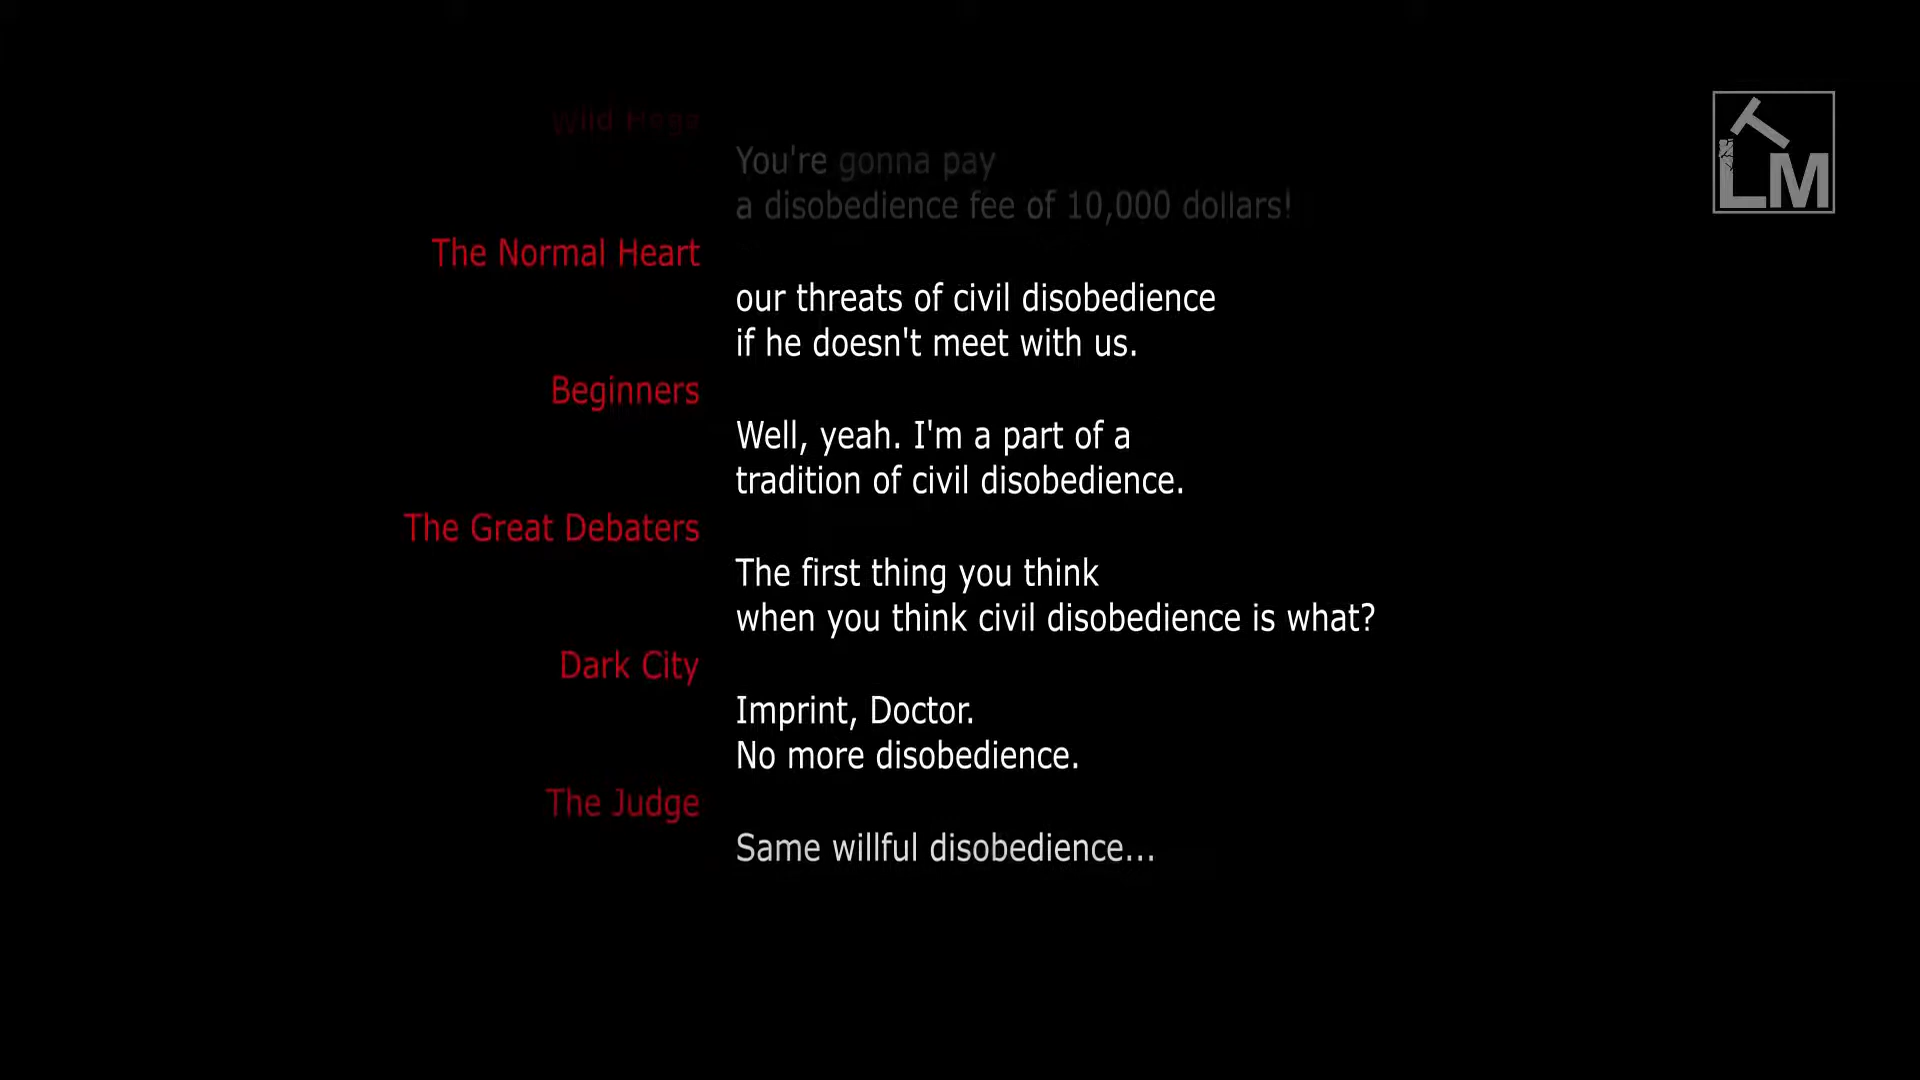 Wild Hogs
You're gonna pay
a disobedience fee of 10,000 dollars!
The Normal Heart
our threats of civil disobedience
if he doesn't meet with us.
Beginners
Well, yeah. I'm a part of a
tradition of civil disobedience.
The Great Debaters
The first thing you think
when you think civil disobedience is what?
Dark City
Imprint, Doctor.
No more disobedience.
The Judge
Same willful disobedience...
TLM